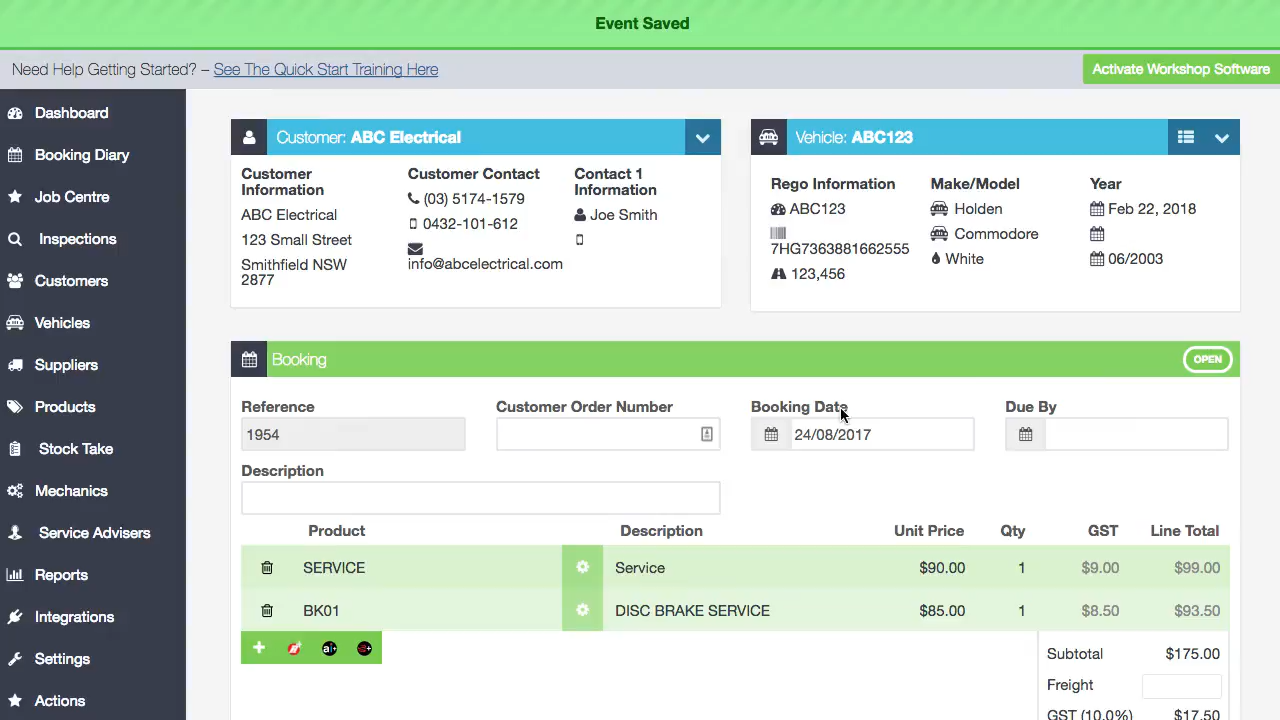 Event Saved
Need Help Getting Started? – See The Quick Start Training Here
Activate Workshop Software
Dashboard
Booking Diary
Job Centre
Inspections
Customers
Vehicles
Suppliers
Products
Stock Take
Mechanics
Service Advisers
Reports
Integrations
Settings
Actions
Customer: ABC Electrical
Customer
Information
ABC Electrical
123 Small Street
Smithfield NSW
2877
Customer Contact
(03) 5174-1579
0432-101-612
info@abcelectrical.com
Contact 1
Information
Joe Smith
Vehicle: ABC123
Rego Information
ABC123
7HG7363881662555
123,456
Make/Model
Holden
Commodore
White
Year
Feb 22, 2018
06/2003
Booking
OPEN
Reference
1954
Customer Order Number
Booking Date
24/08/2017
Due By
Description
Product Description Unit Price Qty GST Line Total
SERVICE Service $90.00 1 $9.00 $99.00
BK01 DISC BRAKE SERVICE $85.00 1 $8.50 $93.50
Subtotal $175.00
Freight
GST (10.0%) $17.50